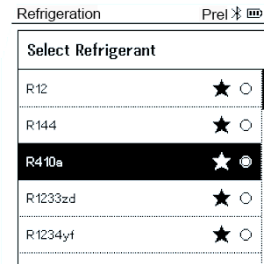 Refrigeration Prel
Select Refrigerant
R12
R144
R410a
R1233zd
R1234yf